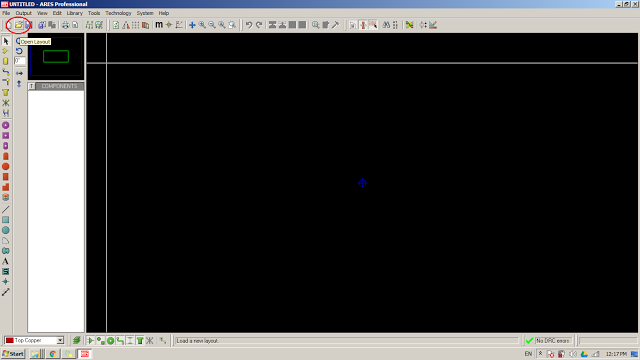 UNTITLED - ARES Professional
File Output View Edit Library Tools Technology System Help
m
Open Layout
0°
T COMPONENTS
A
Top Copper
Load a new layout.
No DRC errors
Start
EN
12:17 PM